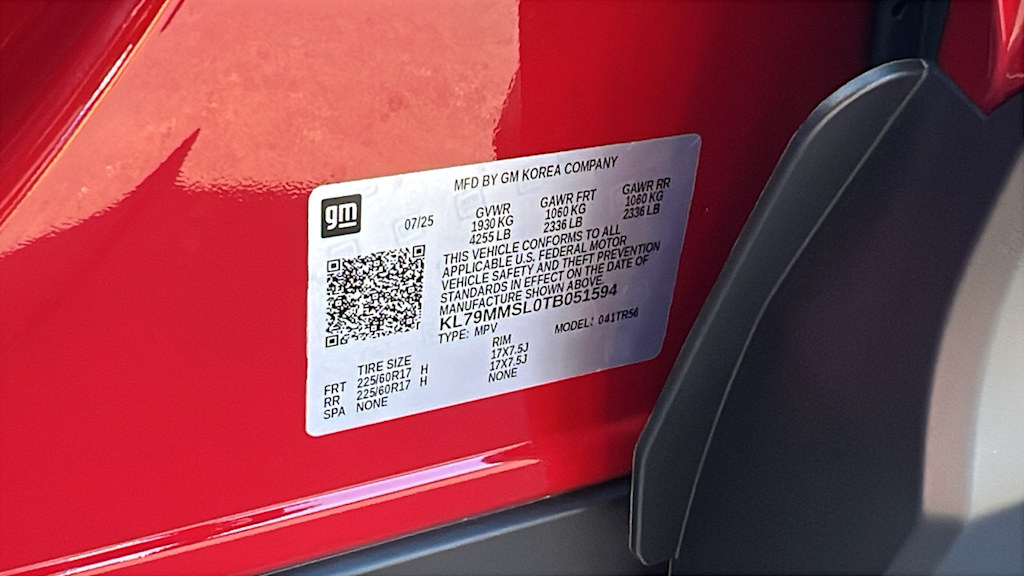 MFD BY GM KOREA COMPANY
gm
07/25
GVWR
1930 KG
4255 LB
GAWR FRT
1060 KG
2336 LB
GAWR RR
1060 KG
2336 LB
THIS VEHICLE CONFORMS TO ALL
APPLICABLE U.S. FEDERAL MOTOR
VEHICLE SAFETY AND THEFT PREVENTION
STANDARDS IN EFFECT ON THE DATE OF
MANUFACTURE SHOWN ABOVE.
KL79MMSL0TB051594
TYPE: MPV MODEL: 041TR56
TIRE SIZE RIM
FRT 225/60R17 H 17X7.5J
RR 225/60R17 H 17X7.5J
SPA NONE NONE